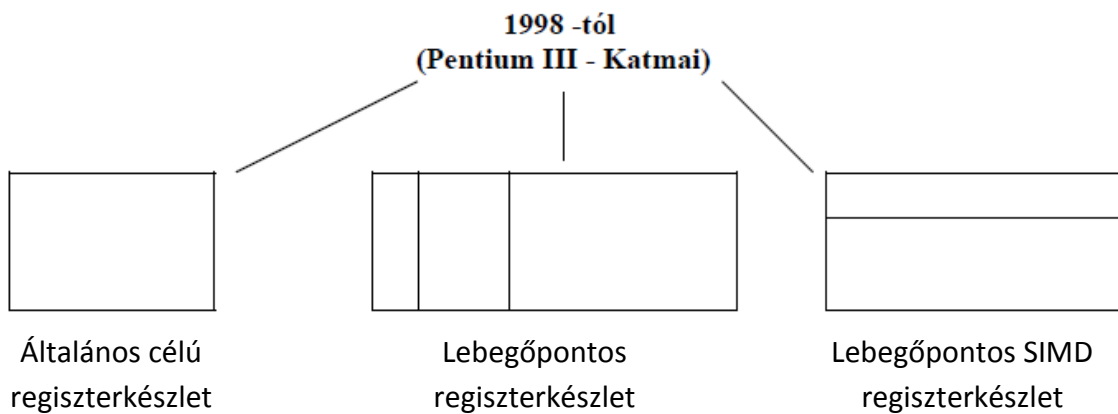 1998 -tól
(Pentium III - Katmai)
Általános célú
regiszterkészlet
Lebegőpontos
regiszterkészlet
Lebegőpontos SIMD
regiszterkészlet